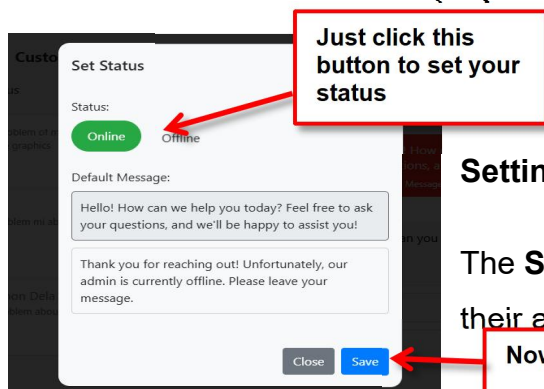 Just click this
button to set your
status
Custo
Set Status
Status:
Online
Offline
Default Message:
Hello! How can we help you today? Feel free to ask
your questions, and we'll be happy to assist you!
Thank you for reaching out! Unfortunately, our
admin is currently offline. Please leave your
message.
Close
Save
Settin
The S
their a
Nov